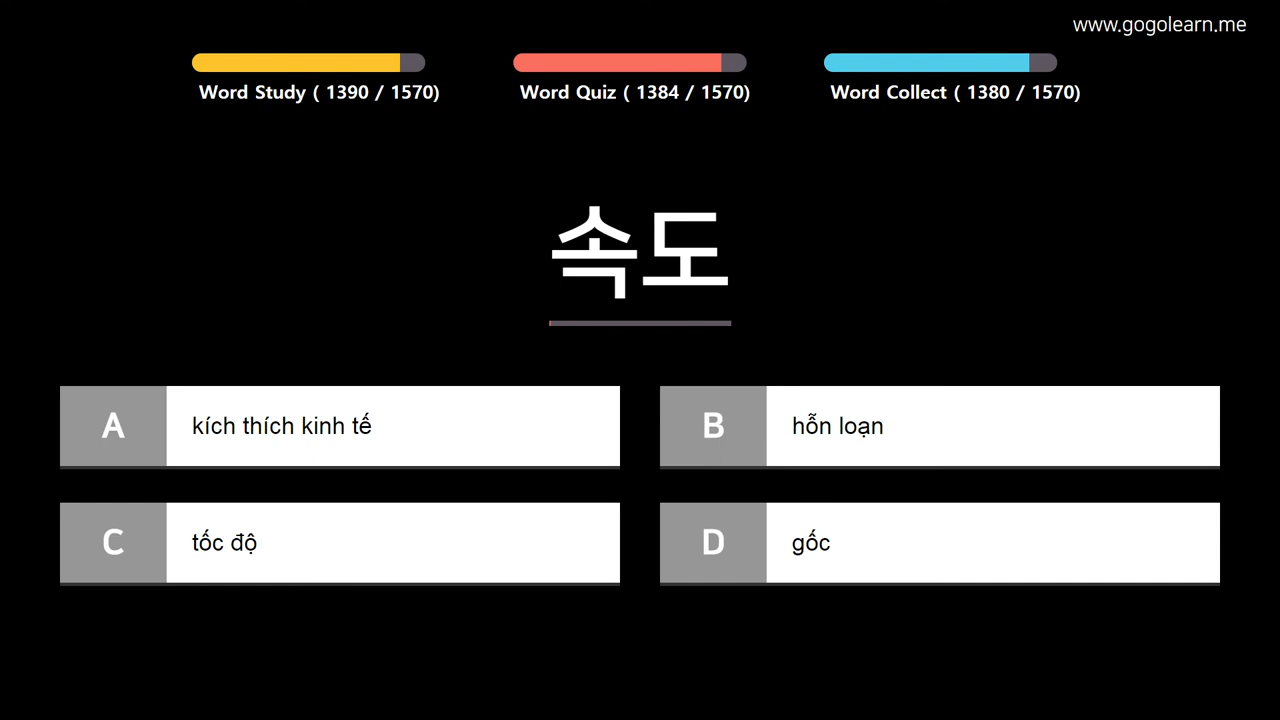 www.gogolearn.me
Word Study ( 1390 / 1570)
Word Quiz ( 1384 / 1570)
Word Collect ( 1380 / 1570)
속도
A kích thích kinh tế
B hỗn loạn
C tốc độ
D gốc